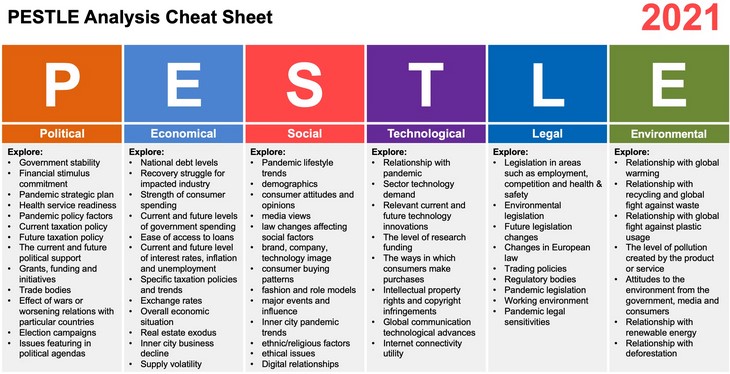 PESTLE Analysis Cheat Sheet
2021
P
Political
Explore:
• Government stability
• Financial stimulus
commitment
• Pandemic strategic plan
• Health service readiness
• Pandemic policy factors
• Current taxation policy
• Future taxation policy
• The current and future
political support
• Grants, funding and
initiatives
• Trade bodies
• Effect of wars or
worsening relations with
particular countries
• Election campaigns
• Issues featuring in
political agendas
E
Economical
Explore:
• National debt levels
• Recovery struggle for
impacted industry
• Strength of consumer
spending
• Current and future levels
of government spending
• Ease of access to loans
• Current and future level
of interest rates, inflation
and unemployment
• Specific taxation policies
and trends
• Exchange rates
• Overall economic
situation
• Real estate exodus
• Inner city business
decline
• Supply volatility
S
Social
Explore:
• Pandemic lifestyle
trends
• demographics
• consumer attitudes and
opinions
• media views
• law changes affecting
social factors
• brand, company,
technology image
• consumer buying
patterns
• fashion and role models
• major events and
influence
• Inner city pandemic
trends
• ethnic/religious factors
• ethical issues
• Digital relationships
T
Technological
Explore:
• Relationship with
pandemic
• Sector technology
demand
• Relevant current and
future technology
innovations
• The level of research
funding
• The ways in which
consumers make
purchases
• Intellectual property
rights and copyright
infringements
• Global communication
technological advances
• Internet connectivity
utility
L
Legal
Explore:
• Legislation in areas
such as employment,
competition and health &
safety
• Environmental
legislation
• Future legislation
changes
• Changes in European
law
• Trading policies
• Regulatory bodies
• Pandemic legislation
• Working environment
• Pandemic legal
sensitivities
E
Environmental
Explore:
• Relationship with global
warming
• Relationship with
recycling and global
fight against waste
• Relationship with global
fight against plastic
usage
• The level of pollution
created by the product
or service
• Attitudes to the
environment from the
government, media and
consumers
• Relationship with
renewable energy
• Relationship with
deforestation